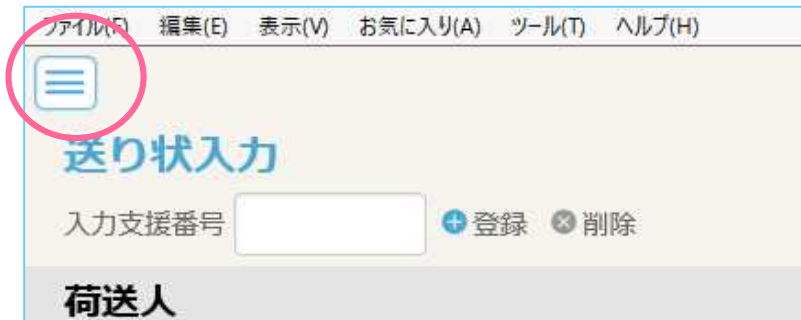 ファイル(F) 編集(E) 表示(V) お気に入り(A) ツール(T) ヘルプ(H)
送り状入力
入力支援番号 登録 削除
荷送人